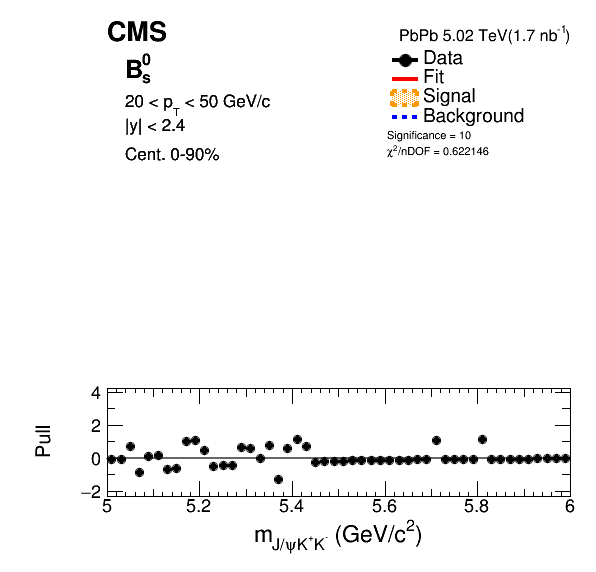 CMS
PbPb 5.02 TeV(1.7 nb⁻¹)
B⁰ₛ
20 < p_T < 50 GeV/c
|y| < 2.4
Cent. 0-90%
Data
Fit
Signal
Background
Significance = 10
χ²/nDOF = 0.622146
Pull
4
2
0
−2
5 5.2 5.4 5.6 5.8 6
m_{J/ψK⁺K⁻} (GeV/c²)